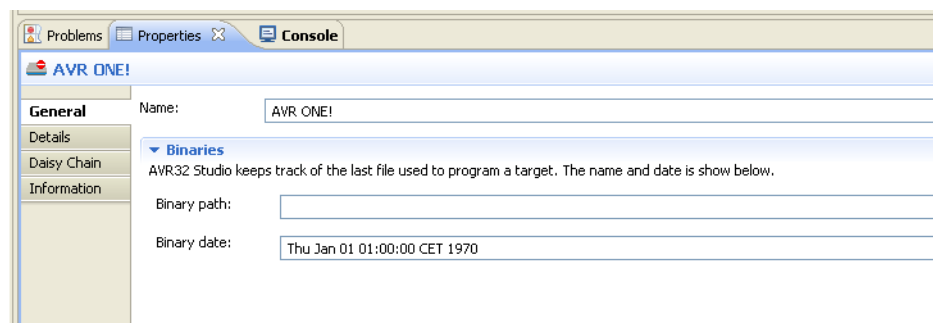 Problems Properties Console
AVR ONE!
General
Name: AVR ONE!
Details
Binaries
Daisy Chain
AVR32 Studio keeps track of the last file used to program a target. The name and date is show below.
Information
Binary path:
Binary date: Thu Jan 01 01:00:00 CET 1970